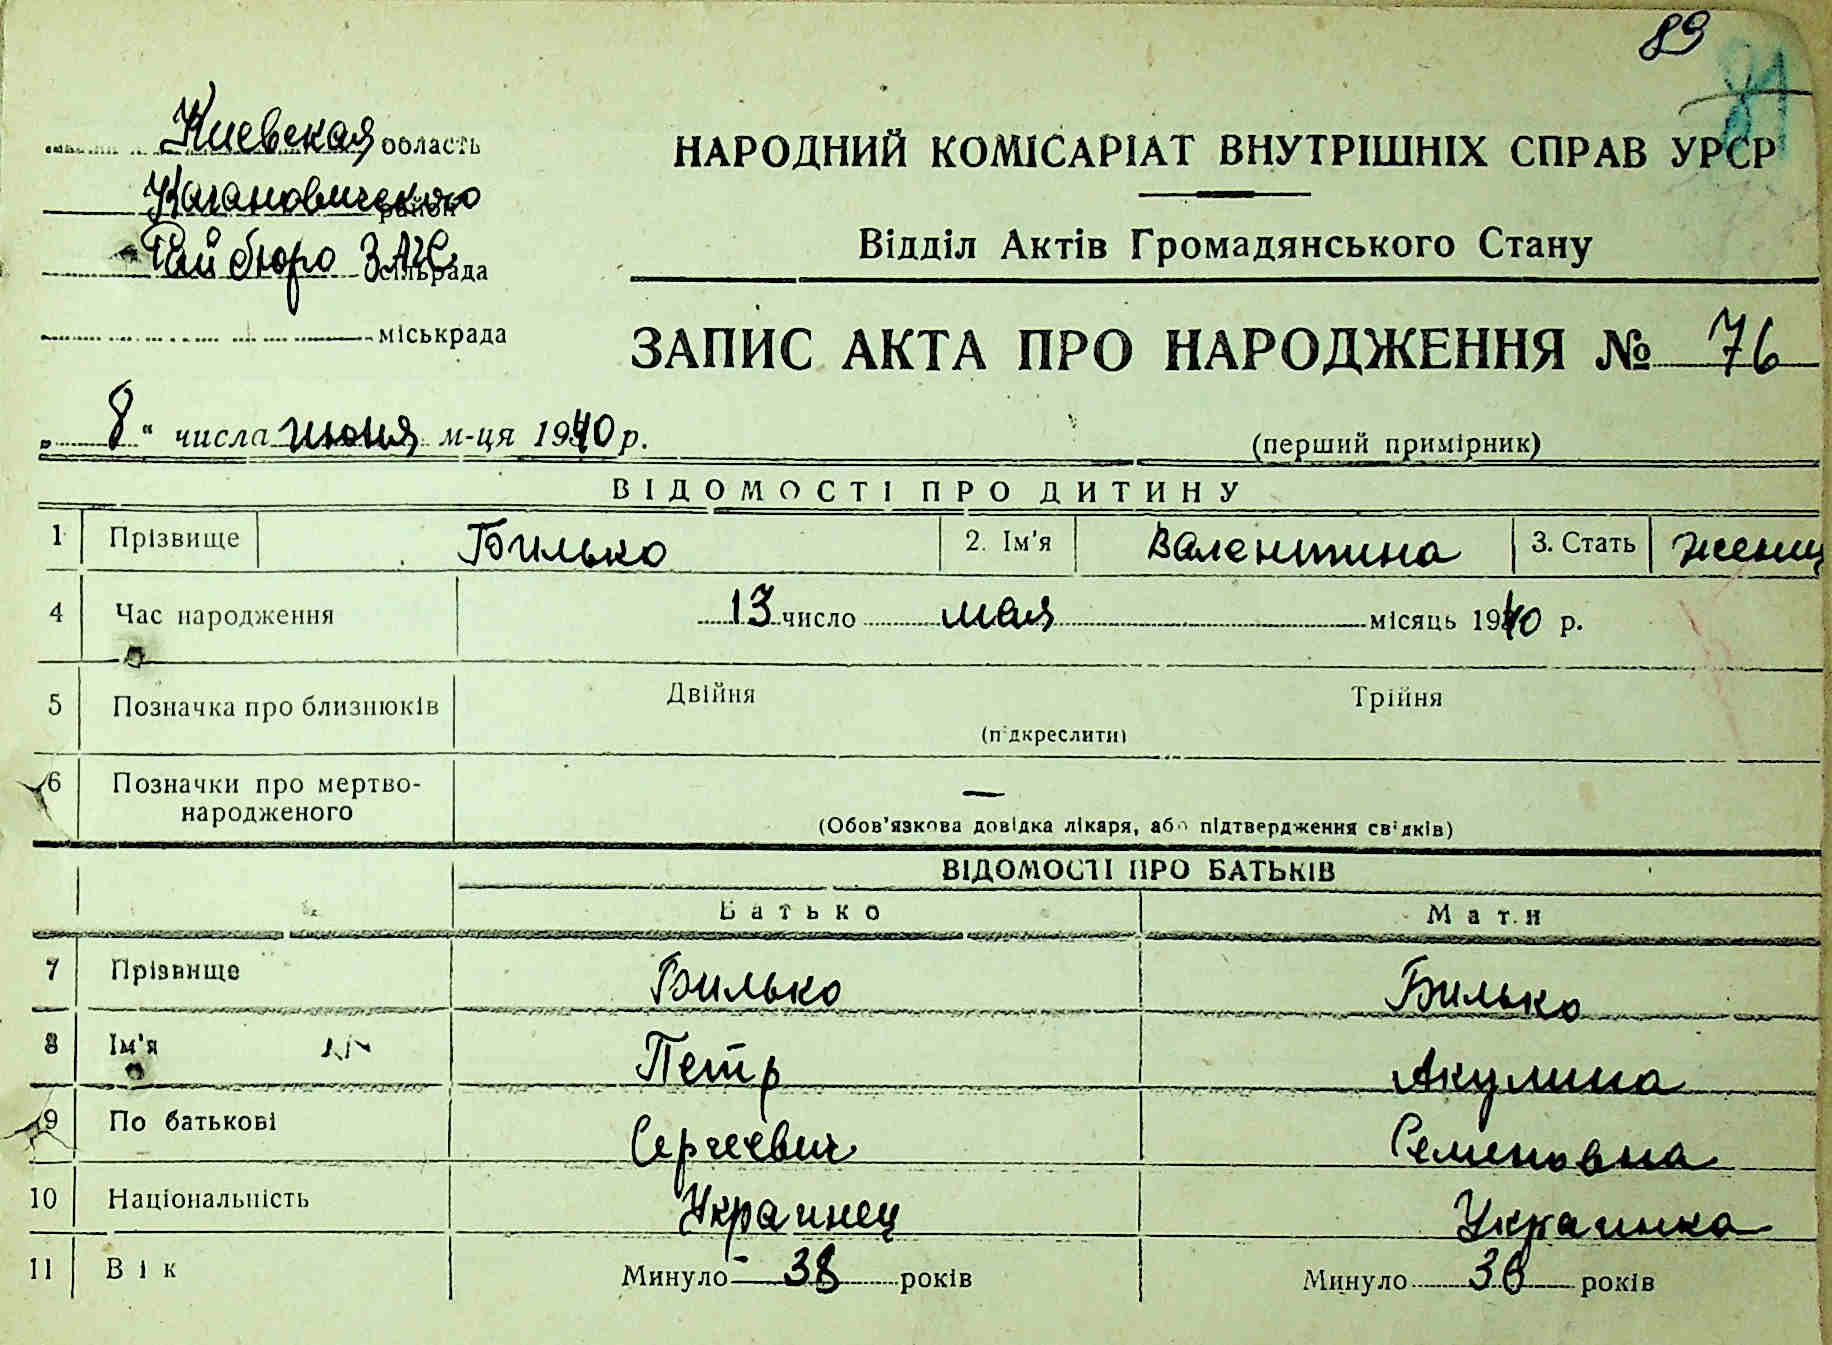 89
81
Киевская область
НАРОДНИЙ КОМІСАРІАТ ВНУТРІШНІХ СПРАВ УРСР
Кагановичского район
Відділ Актів Громадянського Стану
Рай бюро ЗАГС. сільрада
міськрада
ЗАПИС АКТА ПРО НАРОДЖЕННЯ № 76
„ 8 “ числа июня м-ця 1940 р.
(перший примірник)
ВІДОМОСТІ ПРО ДИТИНУ
1 Прізвище Билько 2. Ім'я Валентина 3. Стать женщ
4 Час народження 13 число мая місяць 1940 р.
5 Позначка про близнюків Двійня Трійня
(підкреслити)
6 Позначки про мертво-
народженого —
(Обов'язкова довідка лікаря, або підтвердження свідків)
ВІДОМОСТІ ПРО БАТЬКІВ
Батько Мати
7 Прізвище Билько Билько
8 Ім'я Петр Акулина
9 По батькові Сергеевич Семеновна
10 Національність Украинец Украинка
11 Вік Минуло 38 років Минуло 36 років